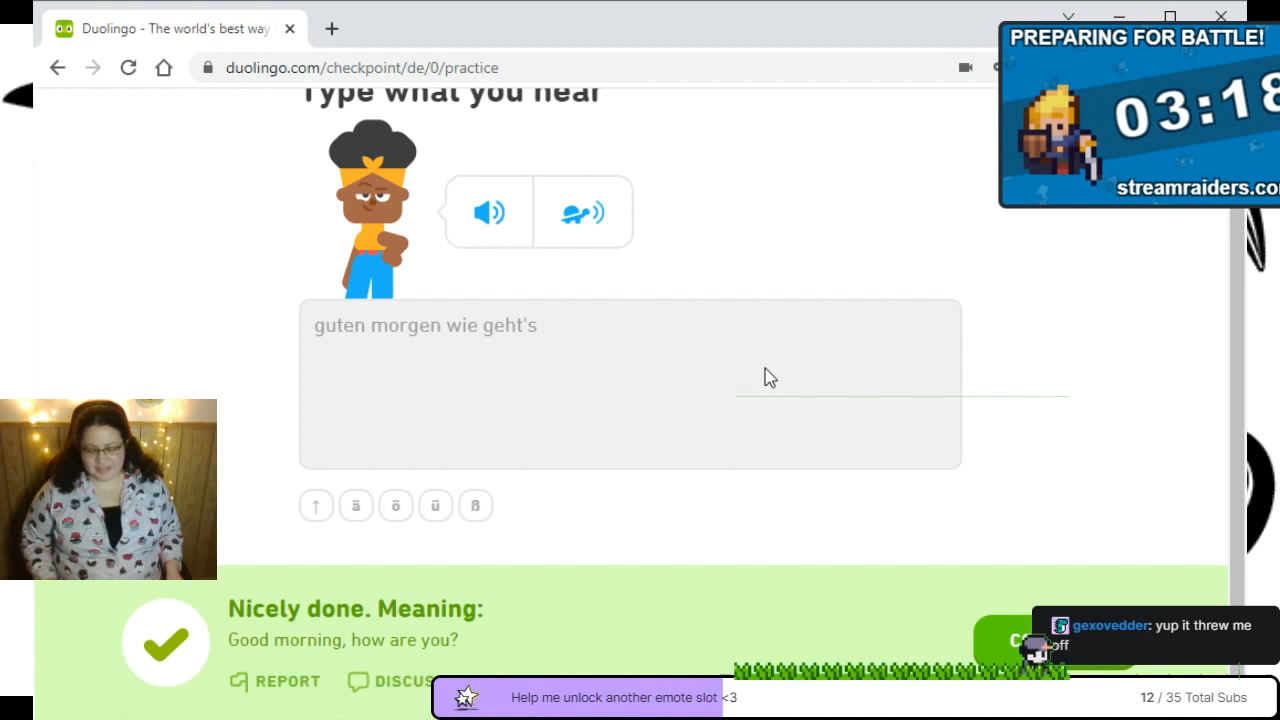 Duolingo - The world's best way
duolingo.com/checkpoint/de/0/practice
PREPARING FOR BATTLE!
03:18
streamraiders.co
Type what you hear
guten morgen wie geht's
↑ ä ö ü ß
Nicely done. Meaning:
Good morning, how are you?
REPORT
DISCUS
gexovedder: yup it threw me
off
Help me unlock another emote slot <3
12 / 35 Total Subs